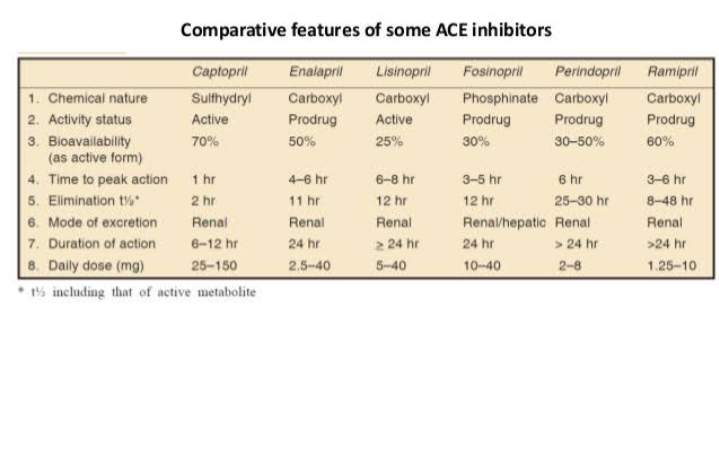 Comparative features of some ACE inhibitors
Captopril Enalapril Lisinopril Fosinopril Perindopril Ramipril
1. Chemical nature Sulfhydryl Carboxyl Carboxyl Phosphinate Carboxyl Carboxyl
2. Activity status Active Prodrug Active Prodrug Prodrug Prodrug
3. Bioavailability 70% 50% 25% 30% 30–50% 60%
(as active form)
4. Time to peak action 1 hr 4–6 hr 6–8 hr 3–5 hr 6 hr 3–6 hr
5. Elimination t½* 2 hr 11 hr 12 hr 12 hr 25–30 hr 8–48 hr
6. Mode of excretion Renal Renal Renal Renal/hepatic Renal Renal
7. Duration of action 6–12 hr 24 hr ≥ 24 hr 24 hr > 24 hr >24 hr
8. Daily dose (mg) 25–150 2.5–40 5–40 10–40 2–8 1.25–10
* t½ including that of active metabolite